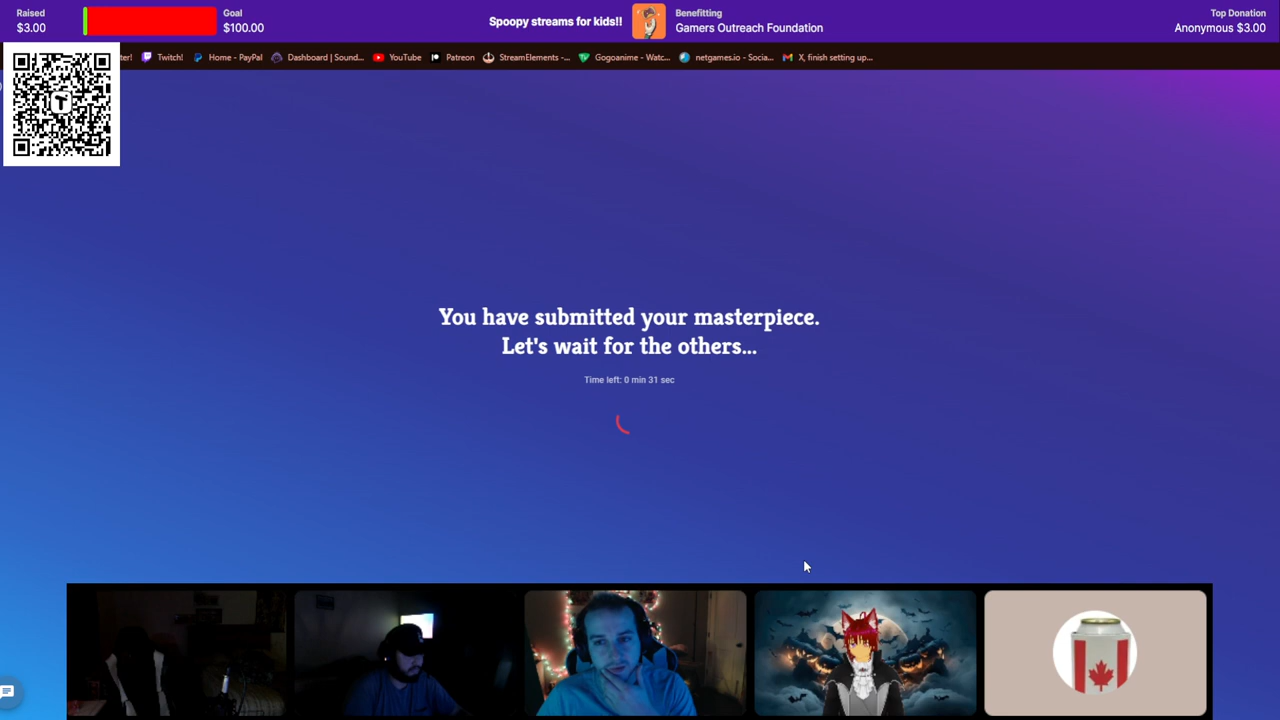 Raised
$3.00
Goal
$100.00
Spoopy streams for kids!!
Benefitting
Gamers Outreach Foundation
Top Donation
Anonymous $3.00
ter! Twitch! Home - PayPal Dashboard | Sound... YouTube Patreon StreamElements -... Gogoanime - Watc... netgames.io - Socia... X, finish setting up...
You have submitted your masterpiece.
Let's wait for the others...
Time left: 0 min 31 sec